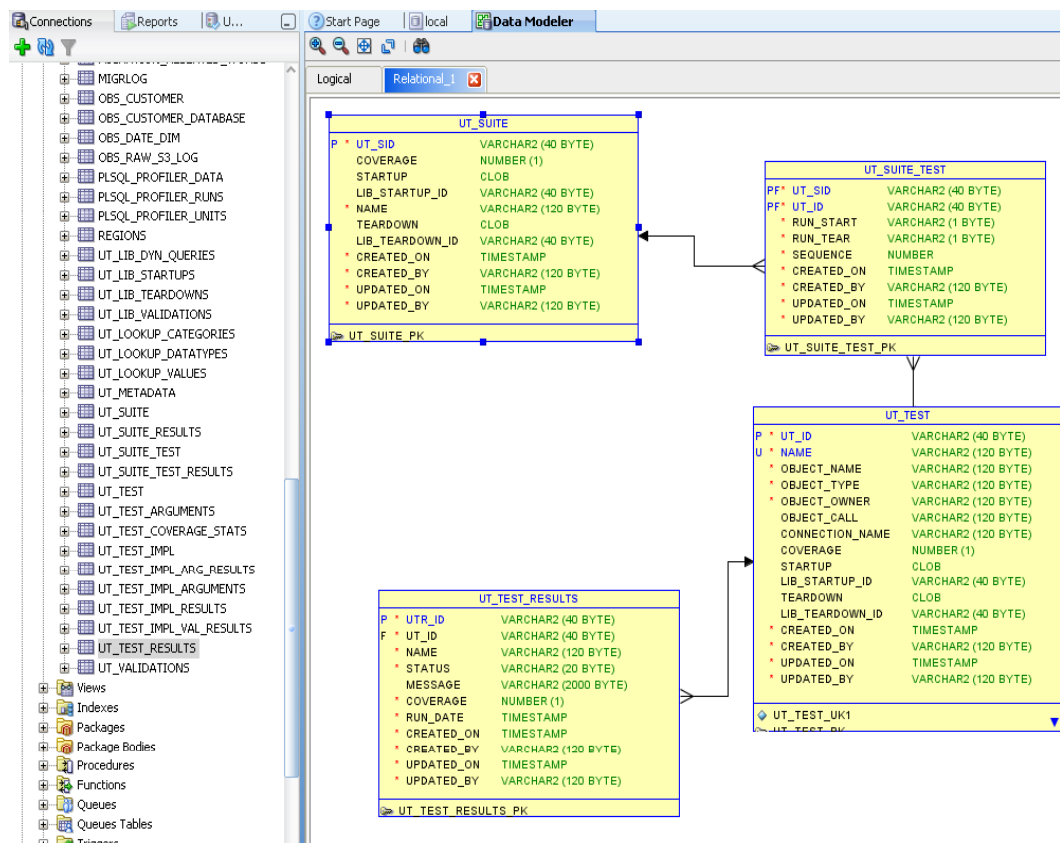 Connections
Reports
U...
Start Page
local
Data Modeler
Logical
Relational_1
MIGRLOG
OBS_CUSTOMER
OBS_CUSTOMER_DATABASE
OBS_DATE_DIM
OBS_RAW_S3_LOG
PLSQL_PROFILER_DATA
PLSQL_PROFILER_RUNS
PLSQL_PROFILER_UNITS
REGIONS
UT_LIB_DYN_QUERIES
UT_LIB_STARTUPS
UT_LIB_TEARDOWNS
UT_LIB_VALIDATIONS
UT_LOOKUP_CATEGORIES
UT_LOOKUP_DATATYPES
UT_LOOKUP_VALUES
UT_METADATA
UT_SUITE
UT_SUITE_RESULTS
UT_SUITE_TEST
UT_SUITE_TEST_RESULTS
UT_TEST
UT_TEST_ARGUMENTS
UT_TEST_COVERAGE_STATS
UT_TEST_IMPL
UT_TEST_IMPL_ARG_RESULTS
UT_TEST_IMPL_ARGUMENTS
UT_TEST_IMPL_RESULTS
UT_TEST_IMPL_VAL_RESULTS
UT_TEST_RESULTS
UT_VALIDATIONS
Views
Indexes
Packages
Package Bodies
Procedures
Functions
Queues
Queues Tables
Triggers
UT_SUITE
P * UT_SID VARCHAR2 (40 BYTE)
COVERAGE NUMBER (1)
STARTUP CLOB
LIB_STARTUP_ID VARCHAR2 (40 BYTE)
* NAME VARCHAR2 (120 BYTE)
TEARDOWN CLOB
LIB_TEARDOWN_ID VARCHAR2 (40 BYTE)
* CREATED_ON TIMESTAMP
* CREATED_BY VARCHAR2 (120 BYTE)
* UPDATED_ON TIMESTAMP
* UPDATED_BY VARCHAR2 (120 BYTE)
UT_SUITE_PK
UT_SUITE_TEST
PF* UT_SID VARCHAR2 (40 BYTE)
PF* UT_ID VARCHAR2 (40 BYTE)
* RUN_START VARCHAR2 (1 BYTE)
* RUN_TEAR VARCHAR2 (1 BYTE)
* SEQUENCE NUMBER
* CREATED_ON TIMESTAMP
* CREATED_BY VARCHAR2 (120 BYTE)
* UPDATED_ON TIMESTAMP
* UPDATED_BY VARCHAR2 (120 BYTE)
UT_SUITE_TEST_PK
UT_TEST
P * UT_ID VARCHAR2 (40 BYTE)
U * NAME VARCHAR2 (120 BYTE)
* OBJECT_NAME VARCHAR2 (120 BYTE)
* OBJECT_TYPE VARCHAR2 (120 BYTE)
* OBJECT_OWNER VARCHAR2 (120 BYTE)
OBJECT_CALL VARCHAR2 (120 BYTE)
CONNECTION_NAME VARCHAR2 (120 BYTE)
COVERAGE NUMBER (1)
STARTUP CLOB
LIB_STARTUP_ID VARCHAR2 (40 BYTE)
TEARDOWN CLOB
LIB_TEARDOWN_ID VARCHAR2 (40 BYTE)
* CREATED_ON TIMESTAMP
* CREATED_BY VARCHAR2 (120 BYTE)
* UPDATED_ON TIMESTAMP
* UPDATED_BY VARCHAR2 (120 BYTE)
UT_TEST_UK1
UT_TEST_PK
UT_TEST_RESULTS
P * UTR_ID VARCHAR2 (40 BYTE)
F * UT_ID VARCHAR2 (40 BYTE)
* NAME VARCHAR2 (120 BYTE)
* STATUS VARCHAR2 (20 BYTE)
MESSAGE VARCHAR2 (2000 BYTE)
* COVERAGE NUMBER (1)
* RUN_DATE TIMESTAMP
* CREATED_ON TIMESTAMP
* CREATED_BY VARCHAR2 (120 BYTE)
* UPDATED_ON TIMESTAMP
* UPDATED_BY VARCHAR2 (120 BYTE)
UT_TEST_RESULTS_PK